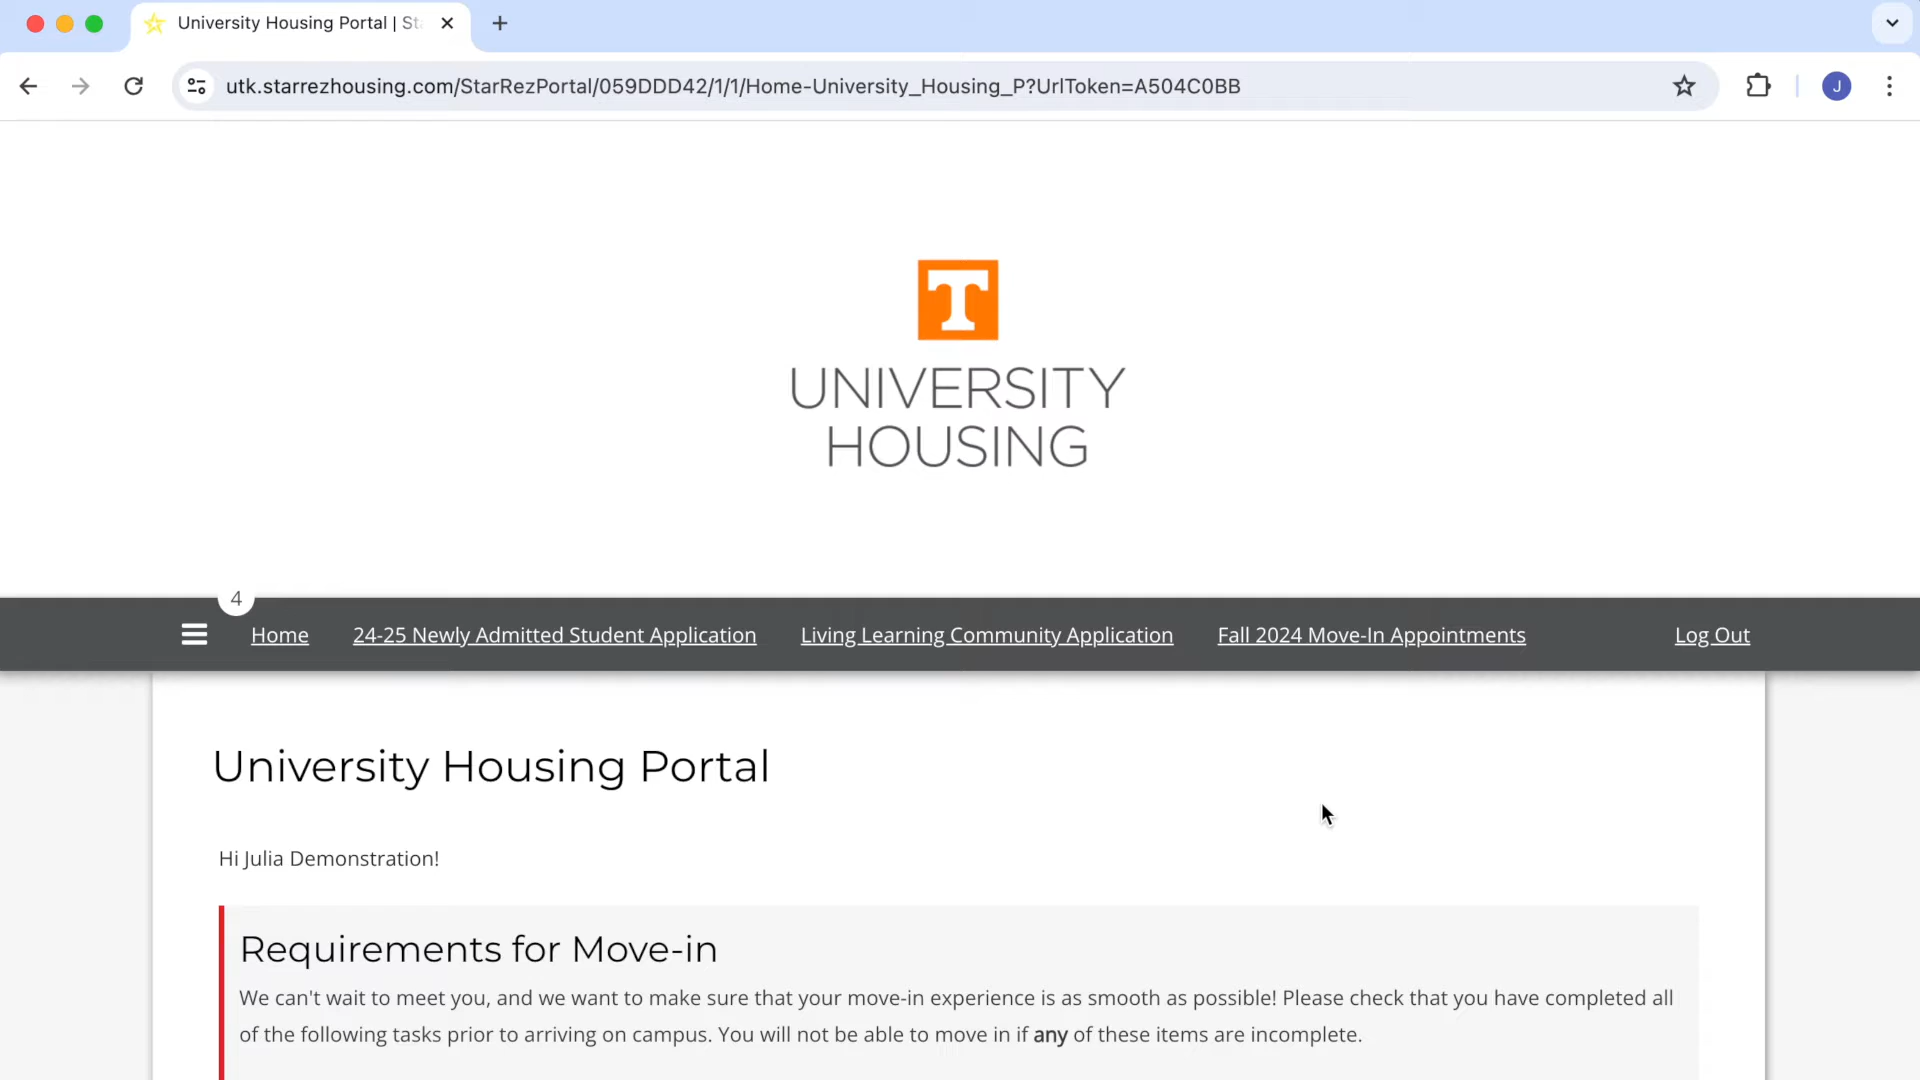 University Housing Portal | St
utk.starrezhousing.com/StarRezPortal/059DDD42/1/1/Home-University_Housing_P?UrlToken=A504C0BB
J
T
UNIVERSITY
HOUSING
4
Home 24-25 Newly Admitted Student Application Living Learning Community Application Fall 2024 Move-In Appointments Log Out
University Housing Portal
Hi Julia Demonstration!
Requirements for Move-in
We can't wait to meet you, and we want to make sure that your move-in experience is as smooth as possible! Please check that you have completed all
of the following tasks prior to arriving on campus. You will not be able to move in if any of these items are incomplete.